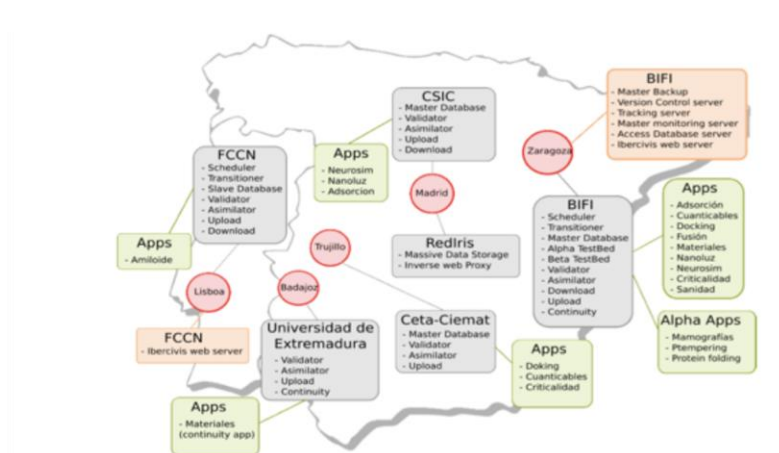 BIFI
- Master Backup
- Version Control server
- Tracking server
- Master monitoring server
- Access Database server
- Ibercivis web server
CSIC
- Master Database
- Validator
- Asimilator
- Upload
- Download
Zaragoza
FCCN
- Scheduler
- Transitioner
- Slave Database
- Validator
- Asimilator
- Upload
- Download
Apps
- Neurosim
- Nanoluz
- Adsorcion
Madrid
Apps
- Adsorción
- Cuanticables
- Docking
- Fusión
- Materiales
- Nanoluz
- Neurosim
- Criticalidad
- Sanidad
BIFI
- Scheduler
- Transitioner
- Master Database
- Alpha TestBed
- Beta TestBed
- Validator
- Asimilator
- Download
- Upload
- Continuity
Apps
- Amiloide
Trujillo
RedIris
- Massive Data Storage
- Inverse web Proxy
Lisboa
Badajoz
FCCN
- Ibercivis web server
Universidad de
Extremadura
- Validator
- Asimilator
- Upload
- Continuity
Ceta-Ciemat
- Master Database
- Validator
- Asimilator
- Upload
Alpha Apps
- Mamografías
- Ptempering
- Protein folding
Apps
- Doking
- Cuanticables
- Criticalidad
Apps
- Materiales
(continuity app)